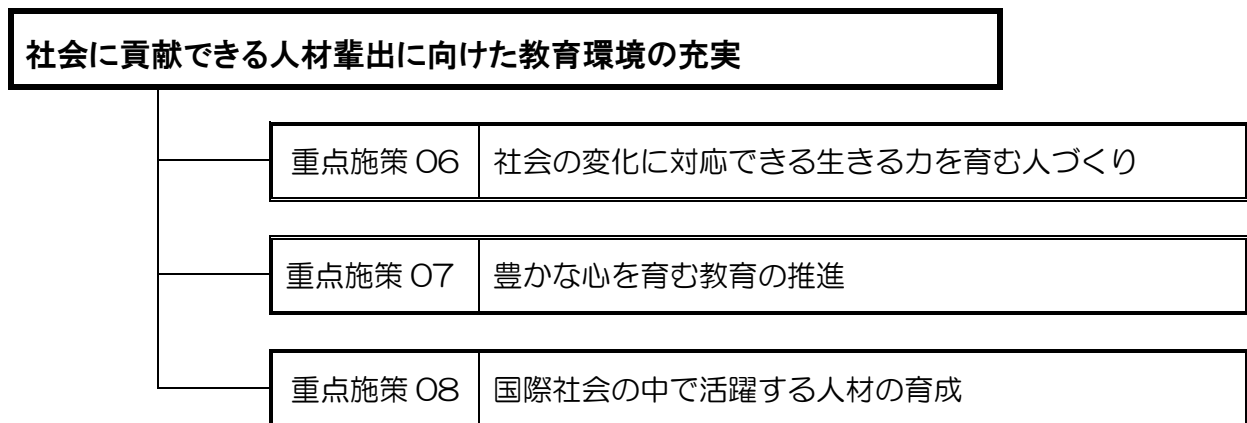 社会に貢献できる人材輩出に向けた教育環境の充実
重点施策 06 社会の変化に対応できる生きる力を育む人づくり
重点施策 07 豊かな心を育む教育の推進
重点施策 08 国際社会の中で活躍する人材の育成